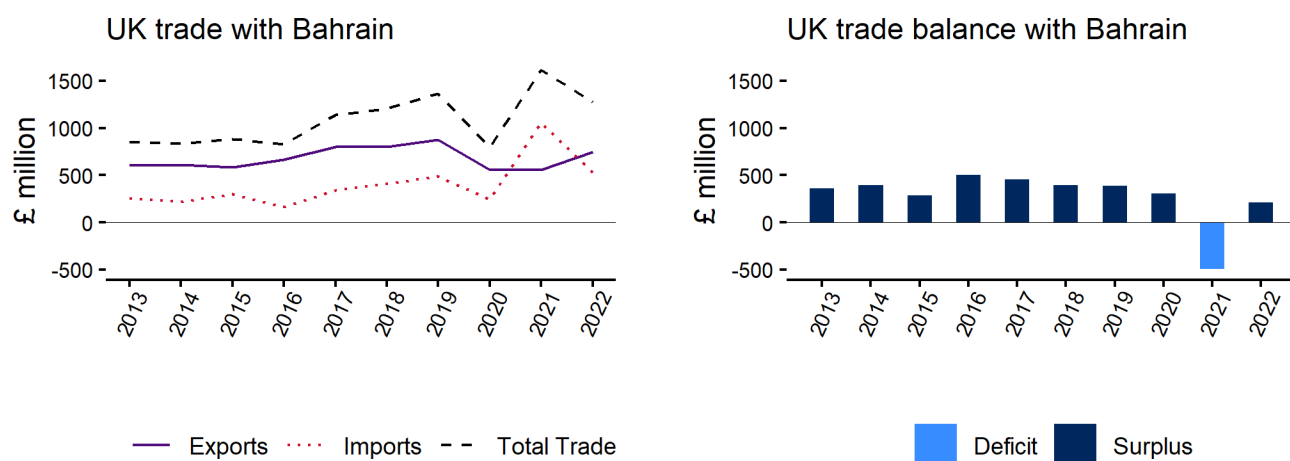 UK trade with Bahrain
£ million
1500
1000
500
0
-500
2013 2014 2015 2016 2017 2018 2019 2020 2021 2022
Exports Imports Total Trade
UK trade balance with Bahrain
£ million
1500
1000
500
0
-500
2013 2014 2015 2016 2017 2018 2019 2020 2021 2022
Deficit Surplus